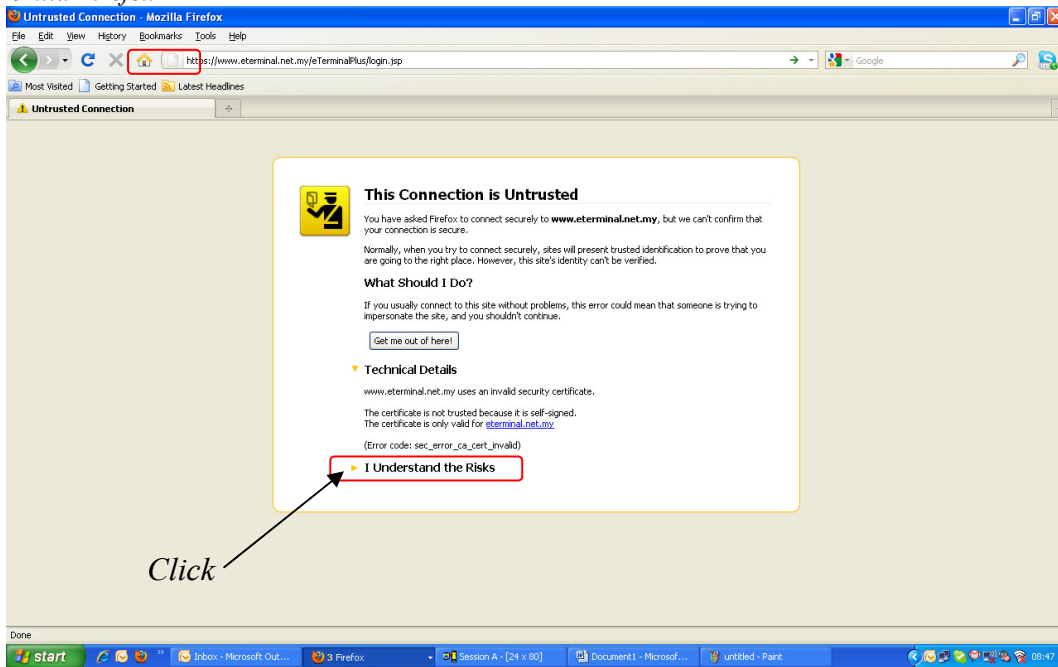 Untrusted Connection - Mozilla Firefox
File Edit View History Bookmarks Tools Help
https://www.eterminal.net.my/eTerminalPlus/login.jsp
Google
Most Visited Getting Started Latest Headlines
Untrusted Connection
This Connection is Untrusted
You have asked Firefox to connect securely to www.eterminal.net.my, but we can't confirm that
your connection is secure.
Normally, when you try to connect securely, sites will present trusted identification to prove that you
are going to the right place. However, this site's identity can't be verified.
What Should I Do?
If you usually connect to this site without problems, this error could mean that someone is trying to
impersonate the site, and you shouldn't continue.
Get me out of here!
Technical Details
www.eterminal.net.my uses an invalid security certificate.
The certificate is not trusted because it is self-signed.
The certificate is only valid for eterminal.net.my
(Error code: sec_error_ca_cert_invalid)
I Understand the Risks
Click
Done
start Inbox - Microsoft Out... 3 Firefox Session A - [24 x 80] Document1 - Microsof... untitled - Paint 08:47